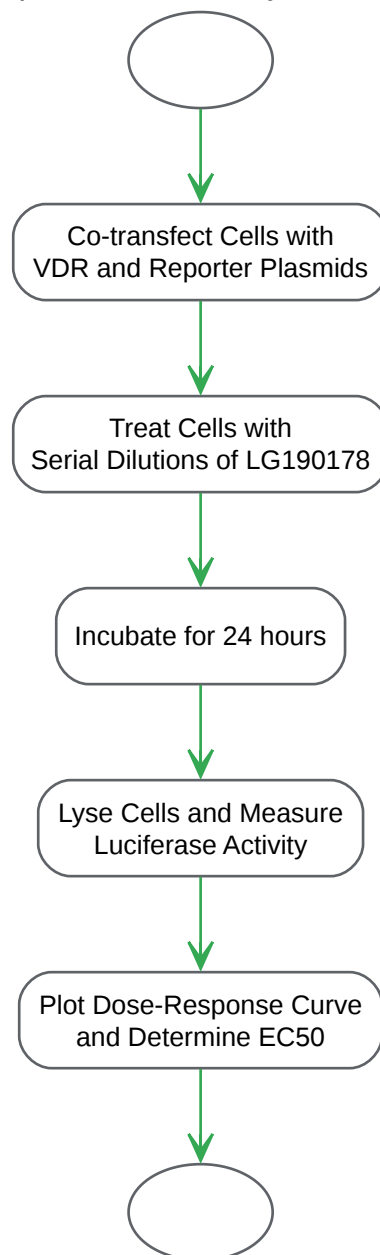 Co-transfect Cells with
VDR and Reporter Plasmids
Treat Cells with
Serial Dilutions of LG190178
Incubate for 24 hours
Lyse Cells and Measure
Luciferase Activity
Plot Dose-Response Curve
and Determine EC50